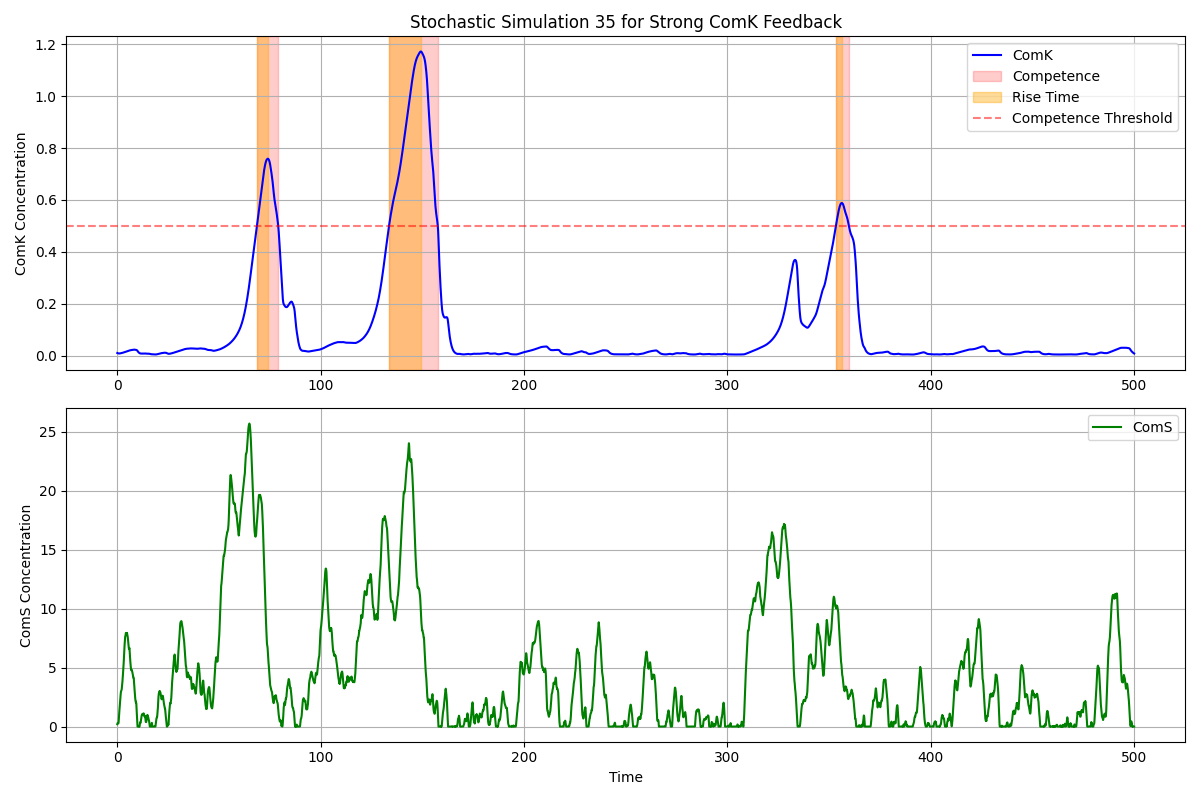 Stochastic Simulation 35 for Strong ComK Feedback
ComK Concentration
1.2
1.0
0.8
0.6
0.4
0.2
0.0
ComK
Competence
Rise Time
Competence Threshold
0 100 200 300 400 500
ComS Concentration
25
20
15
10
5
0
ComS
0 100 200 300 400 500
Time